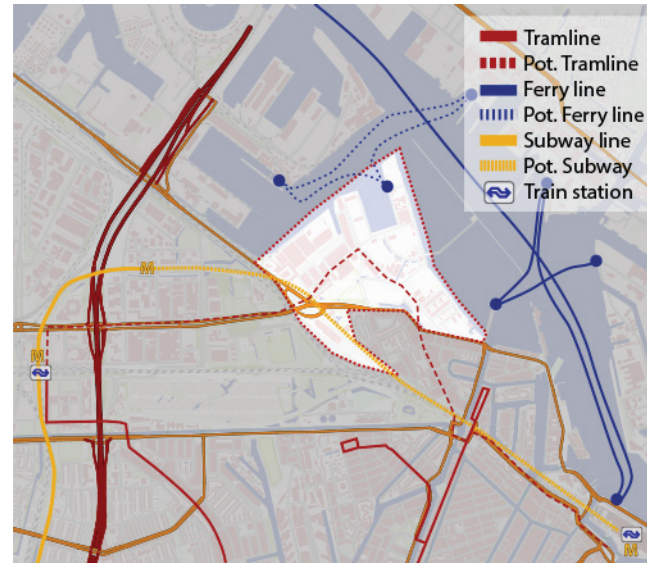 Tramline
Pot. Tramline
Ferry line
Pot. Ferry line
Subway line
Pot. Subway
Train station
M
M
M